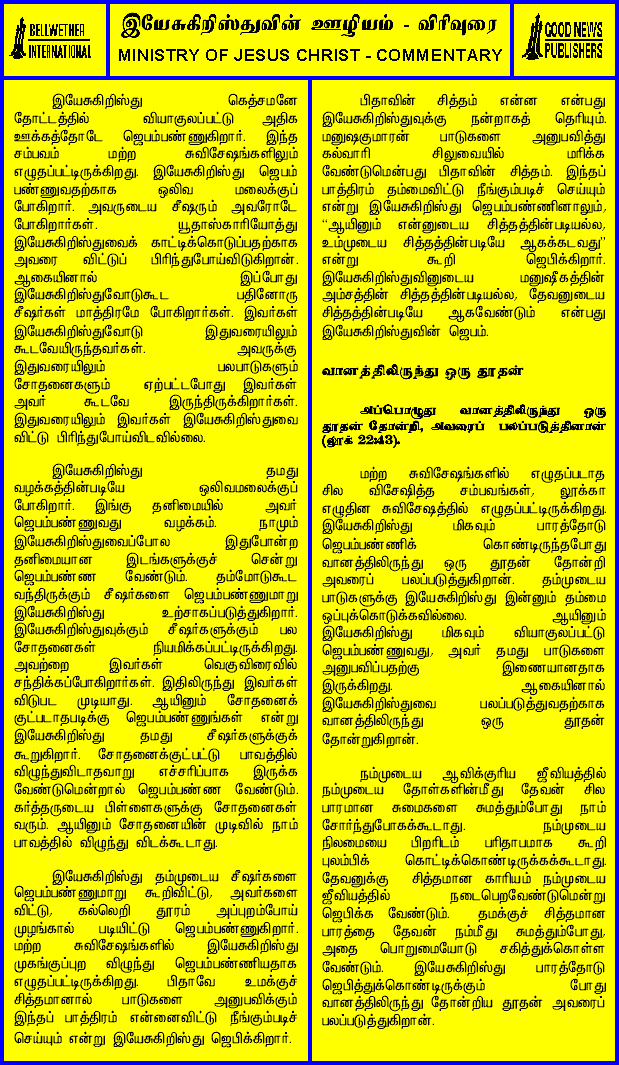 BELLWETHER
INTERNATIONAL
இயேசுகிறிஸ்துவின் ஊழியம் - விரிவுரை
MINISTRY OF JESUS CHRIST - COMMENTARY
GOOD NEWS
PUBLISHERS
இயேசுகிறிஸ்து கெத்சமனே
தோட்டத்தில் வியாகுலப்பட்டு அதிக
ஊக்கத்தோடே ஜெபம்பண்ணுகிறார். இந்த
சம்பவம் மற்ற சுவிசேஷங்களிலும்
எழுதப்பட்டிருக்கிறது. இயேசுகிறிஸ்து ஜெபம்
பண்ணுவதற்காக ஒலிவ மலைக்குப்
போகிறார். அவருடைய சீஷரும் அவரோடே
போகிறார்கள். யூதாஸ்காரியோத்து
இயேசுகிறிஸ்துவைக் காட்டிக்கொடுப்பதற்காக
அவரை விட்டுப் பிரிந்துபோய்விடுகிறான்.
ஆகையினால் இப்போது
இயேசுகிறிஸ்துவோடுகூட பதினோரு
சீஷர்கள் மாத்திரமே போகிறார்கள். இவர்கள்
இயேசுகிறிஸ்துவோடு இதுவரையிலும்
கூடவேயிருந்தவர்கள். அவருக்கு
இதுவரையிலும் பலபாடுகளும்
சோதனைகளும் ஏற்பட்டபோது இவர்கள்
அவர் கூடவே இருந்திருக்கிறார்கள்.
இதுவரையிலும் இவர்கள் இயேசுகிறிஸ்துவை
விட்டு பிரிந்துபோய்விடவில்லை.
இயேசுகிறிஸ்து தமது
வழக்கத்தின்படியே ஒலிவமலைக்குப்
போகிறார். இங்கு தனிமையில் அவர்
ஜெபம்பண்ணுவது வழக்கம். நாமும்
இயேசுகிறிஸ்துவைப்போல இதுபோன்ற
தனிமையான இடங்களுக்குச் சென்று
ஜெபம்பண்ண வேண்டும். தம்மோடுகூட
வந்திருக்கும் சீஷர்களை ஜெபம்பண்ணுமாறு
இயேசுகிறிஸ்து உற்சாகப்படுத்துகிறார்.
இயேசுகிறிஸ்துவுக்கும் சீஷர்களுக்கும் பல
சோதனைகள் நியமிக்கப்பட்டிருக்கிறது.
அவற்றை இவர்கள் வெகுவிரைவில்
சந்திக்கப்போகிறார்கள். இதிலிருந்து இவர்கள்
விடுபட முடியாது. ஆயினும் சோதனைக்
குட்படாதபடிக்கு ஜெபம்பண்ணுங்கள் என்று
இயேசுகிறிஸ்து தமது சீஷர்களுக்குக்
கூறுகிறார். சோதனைக்குட்பட்டு பாவத்தில்
விழுந்துவிடாதவாறு எச்சரிப்பாக இருக்க
வேண்டுமென்றால் ஜெபம்பண்ண வேண்டும்.
கர்த்தருடைய பிள்ளைகளுக்கு சோதனைகள்
வரும். ஆயினும் சோதனையின் முடிவில் நாம்
பாவத்தில் விழுந்து விடக்கூடாது.
இயேசுகிறிஸ்து தம்முடைய சீஷர்களை
ஜெபம்பண்ணுமாறு கூறிவிட்டு, அவர்களை
விட்டு, கல்லெறி தூரம் அப்புறம்போய்
முழங்கால் படியிட்டு ஜெபம்பண்ணுகிறார்.
மற்ற சுவிசேஷங்களில் இயேசுகிறிஸ்து
முகங்குப்புற விழுந்து ஜெபம்பண்ணியதாக
எழுதப்பட்டிருக்கிறது. பிதாவே உமக்குச்
சித்தமானால் பாடுகளை அனுபவிக்கும்
இந்தப் பாத்திரம் என்னைவிட்டு நீங்கும்படிச்
செய்யும் என்று இயேசுகிறிஸ்து ஜெபிக்கிறார்.
பிதாவின் சித்தம் என்ன என்பது
இயேசுகிறிஸ்துவுக்கு நன்றாகத் தெரியும்.
மனுஷகுமாரன் பாடுகளை அனுபவித்து
கல்வாரி சிலுவையில் மரிக்க
வேண்டுமென்பது பிதாவின் சித்தம். இந்தப்
பாத்திரம் தம்மைவிட்டு நீங்கும்படிச் செய்யும்
என்று இயேசுகிறிஸ்து ஜெபம்பண்ணினாலும்,
“ஆயினும் என்னுடைய சித்தத்தின்படியல்ல,
உம்முடைய சித்தத்தின்படியே ஆகக்கடவது”
என்று கூறி ஜெபிக்கிறார்.
இயேசுகிறிஸ்துவினுடைய மனுஷீகத்தின்
அம்சத்தின் சித்தத்தின்படியல்ல, தேவனுடைய
சித்தத்தின்படியே ஆகவேண்டும் என்பது
இயேசுகிறிஸ்துவின் ஜெபம்.
வானத்திலிருந்து ஒரு தூதன்
அப்பொழுது வானத்திலிருந்து ஒரு
தூதன் தோன்றி, அவரைப் பலப்படுத்தினான்
(லூக் 22:43).
மற்ற சுவிசேஷங்களில் எழுதப்படாத
சில விசேஷித்த சம்பவங்கள், லூக்கா
எழுதின சுவிசேஷத்தில் எழுதப்பட்டிருக்கிறது.
இயேசுகிறிஸ்து மிகவும் பாரத்தோடு
ஜெபம்பண்ணிக் கொண்டிருந்தபோது
வானத்திலிருந்து ஒரு தூதன் தோன்றி
அவரைப் பலப்படுத்துகிறான். தம்முடைய
பாடுகளுக்கு இயேசுகிறிஸ்து இன்னும் தம்மை
ஒப்புக்கொடுக்கவில்லை. ஆயினும்
இயேசுகிறிஸ்து மிகவும் வியாகுலப்பட்டு
ஜெபம்பண்ணுவது, அவர் தமது பாடுகளை
அனுபவிப்பதற்கு இணையானதாக
இருக்கிறது. ஆகையினால்
இயேசுகிறிஸ்துவை பலப்படுத்துவதற்காக
வானத்திலிருந்து ஒரு தூதன்
தோன்றுகிறான்.
நம்முடைய ஆவிக்குரிய ஜீவியத்தில்
நம்முடைய தோள்களின்மீது தேவன் சில
பாரமான சுமைகளை சுமத்தும்போது நாம்
சோர்ந்துபோகக்கூடாது. நம்முடைய
நிலமையை பிறரிடம் பரிதாபமாக கூறி
புலம்பிக் கொட்டிக்கொண்டிருக்கக்கூடாது.
தேவனுக்கு சித்தமான காரியம் நம்முடைய
ஜீவியத்தில் நடைபெறவேண்டுமென்று
ஜெபிக்க வேண்டும். தமக்குச் சித்தமான
பாரத்தை தேவன் நம்மீது சுமத்தும்போது,
அதை பொறுமையோடு சகித்துக்கொள்ள
வேண்டும். இயேசுகிறிஸ்து பாரத்தோடு
ஜெபித்துக்கொண்டிருக்கும் போது
வானத்திலிருந்து தோன்றிய தூதன் அவரைப்
பலப்படுத்துகிறான்.